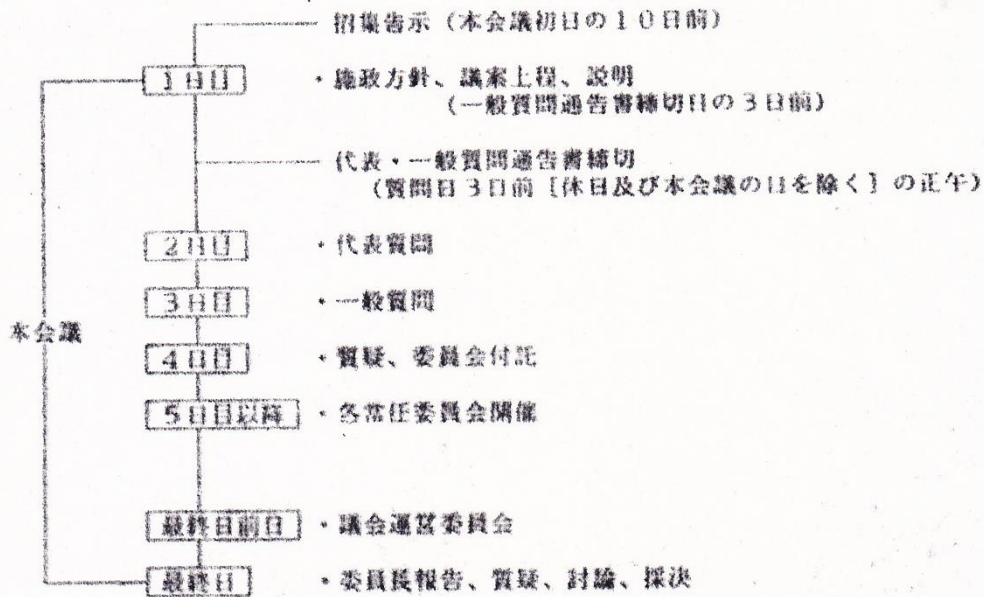 招集告示（本会議初日の１０日前）
１日目 ・施政方針、議案上程、説明
（一般質問通告書締切日の３日前）
代表・一般質問通告書締切
（質問日３日前［休日及び本会議の日を除く］の正午）
２日目 ・代表質問
３日目 ・一般質問
本会議
４日目 ・質疑、委員会付託
５日目以降 ・各常任委員会開催
最終日前日 ・議会運営委員会
最終日 ・委員長報告、質疑、討論、採決